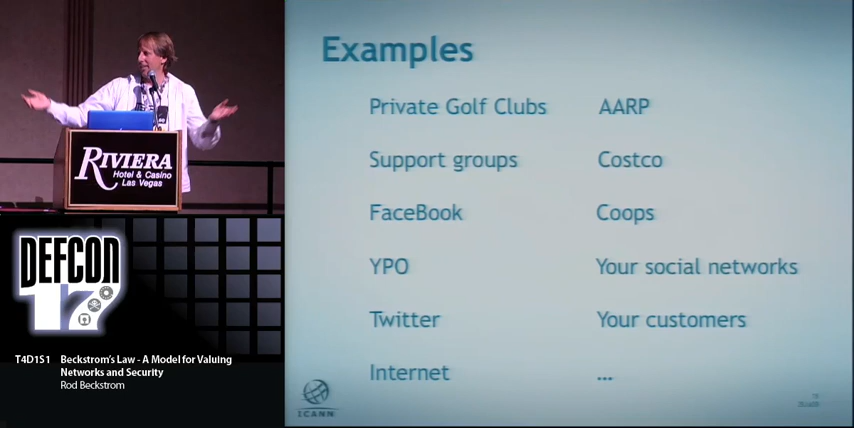 RIVIERA
Hotel & Casino
Las Vegas
DEFCON
17
T4D1S1 Beckstrom's Law - A Model for Valuing
Networks and Security
Rod Beckstrom
Examples
Private Golf Clubs AARP
Support groups Costco
FaceBook Coops
YPO Your social networks
Twitter Your customers
Internet ...
ICANN